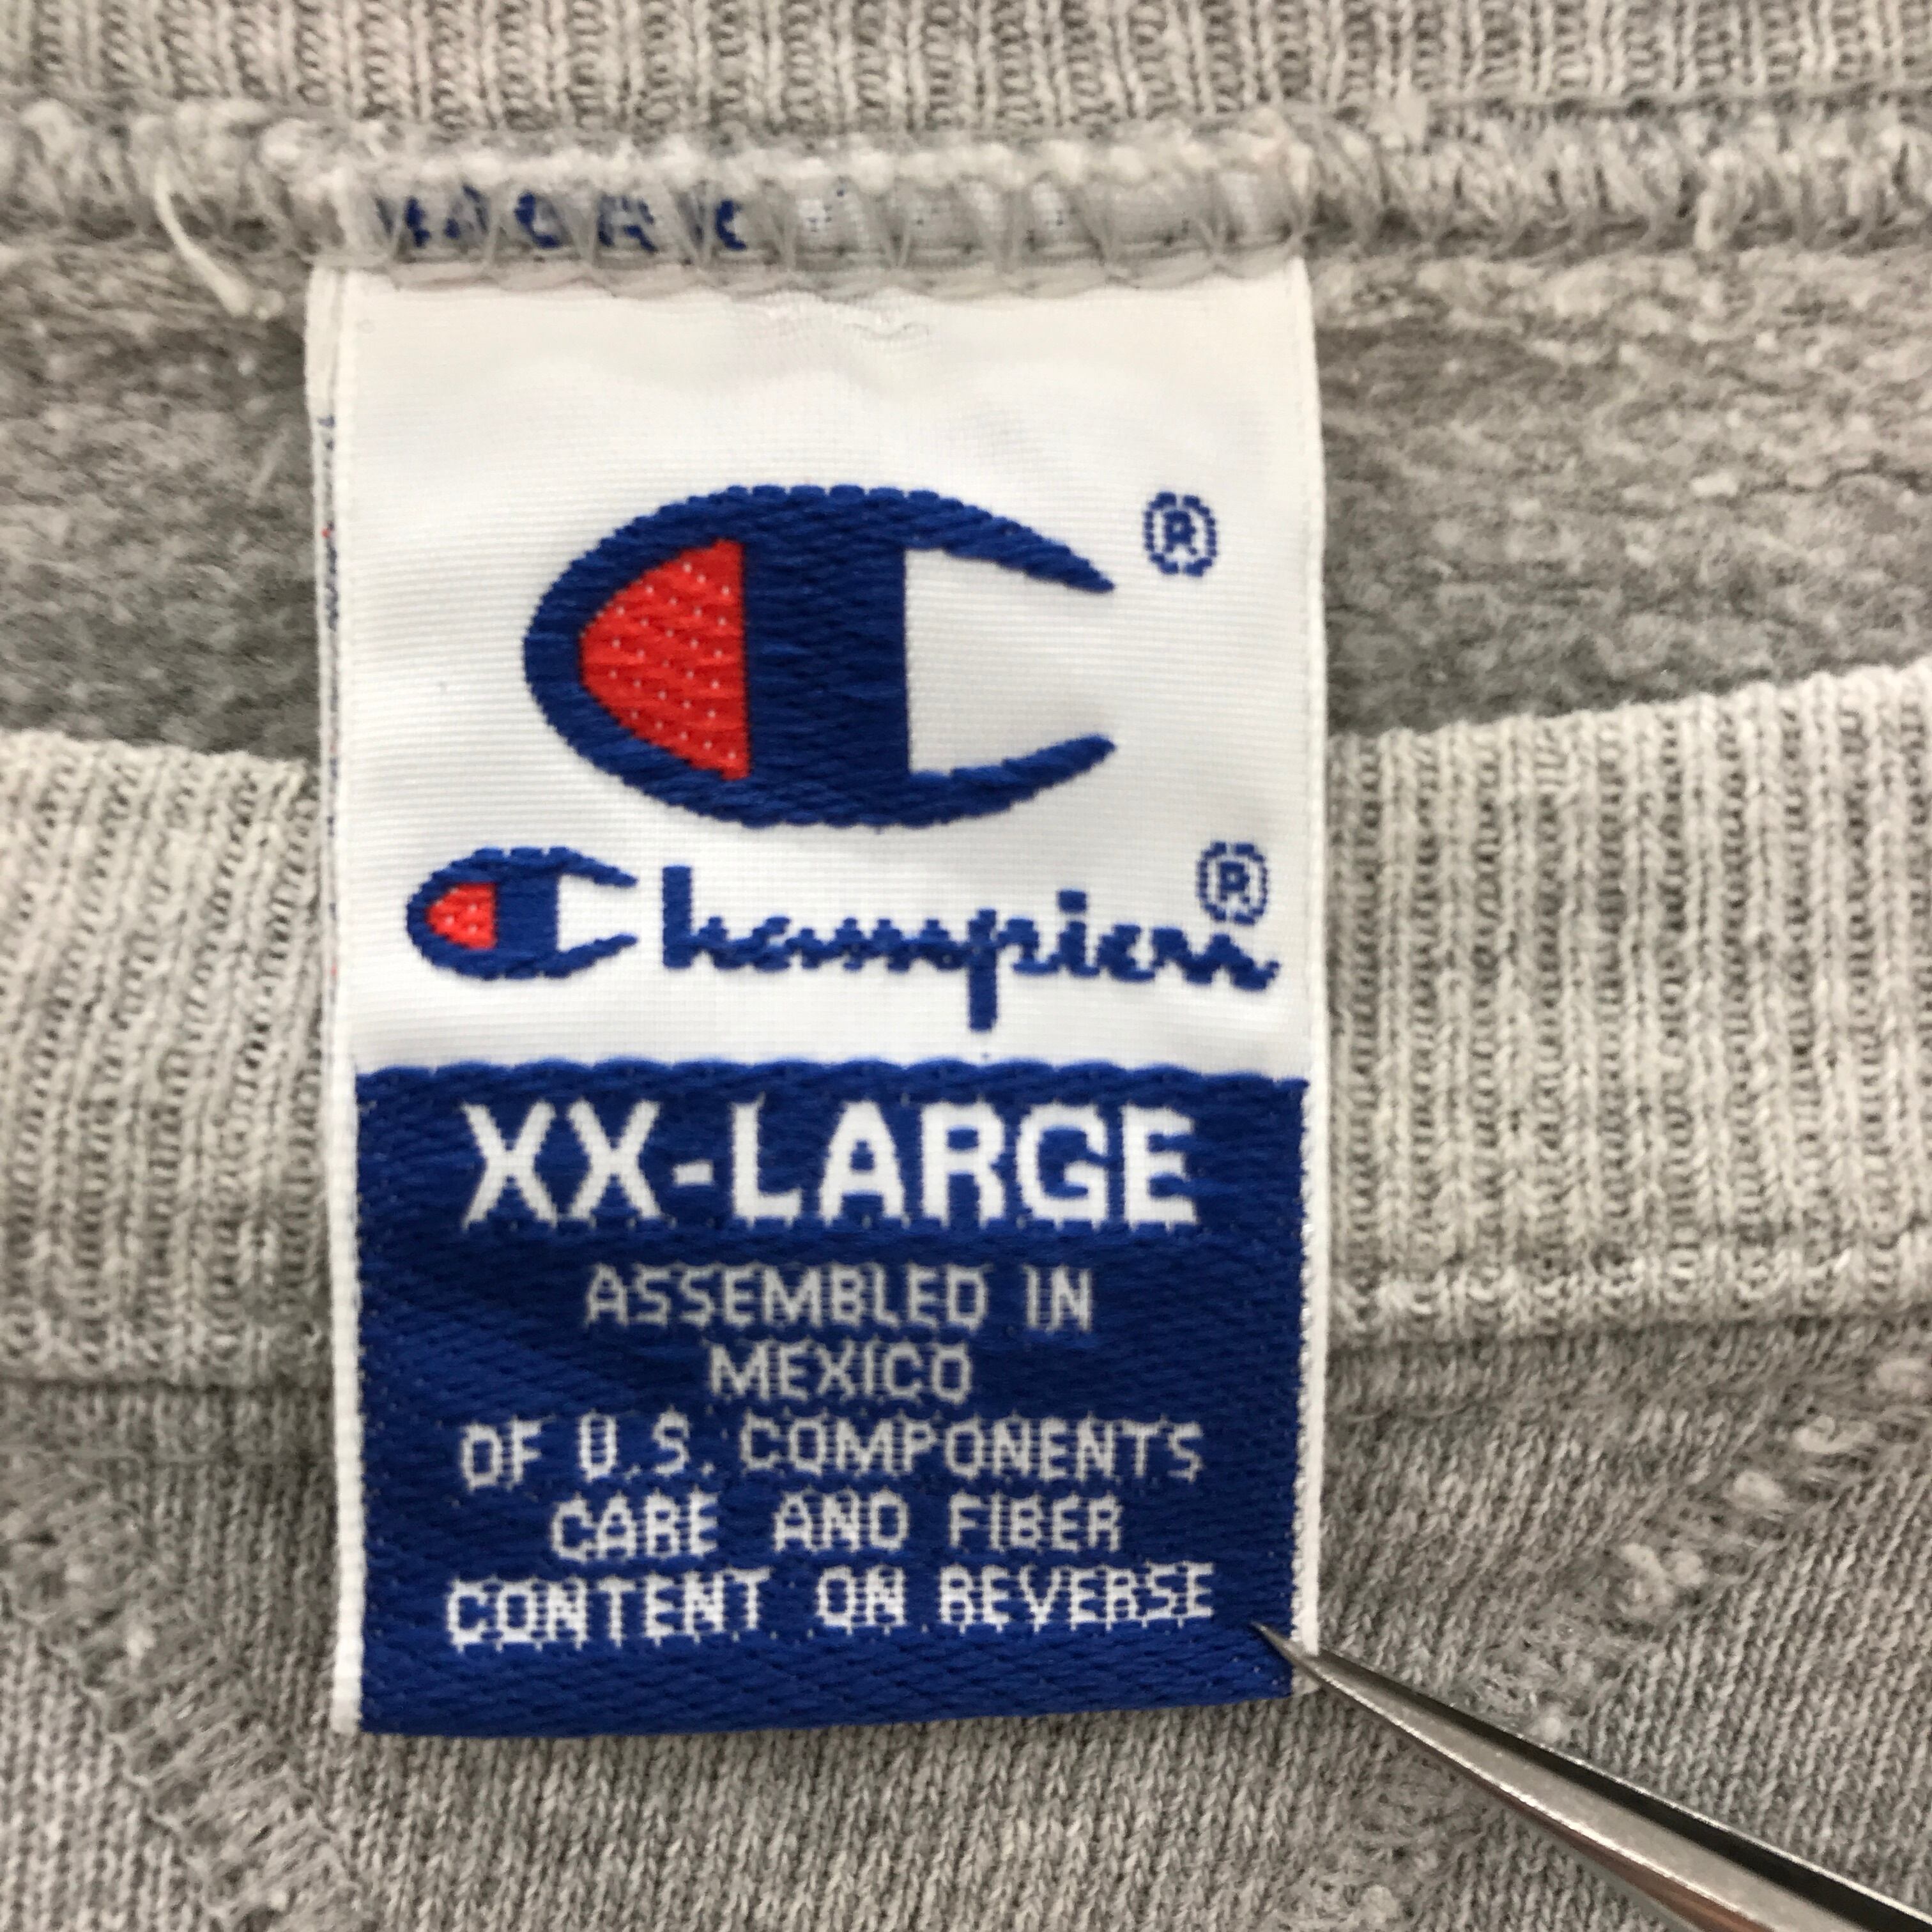 ®
Champion®
XX-LARGE
ASSEMBLED IN
MEXICO
OF U.S. COMPONENTS
CARE AND FIBER
CONTENT ON REVERSE